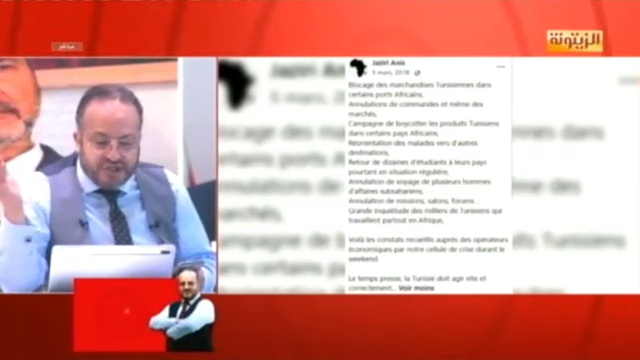 مباشر
الزيتونة
Jaziri Anis
1 mars, 2018
Blocage des marchandises Tunisiennes dans
certains ports Africains,
Annulations de commandes et même des
marchés,
Campagne de boycotter les produits Tunisiens
dans certains pays Africains,
Réorientation des malades vers d'autres
destinations,
Retour de dizaines d'étudiants à leurs pays
pourtant en situation régulière,
Annulation de voyage de plusieurs hommes
d'affaires subsahariens,
Annulation de missions, salons, forums .
Grande inquiétude des milliers de Tunisiens qui
travaillent partout en Afrique,
Voilà les constats recueillis auprès des opérateurs
économiques par notre cellule de crise durant le
weekend.
Le temps presse, la Tunisie doit agir vite et
correctement... Voir moins